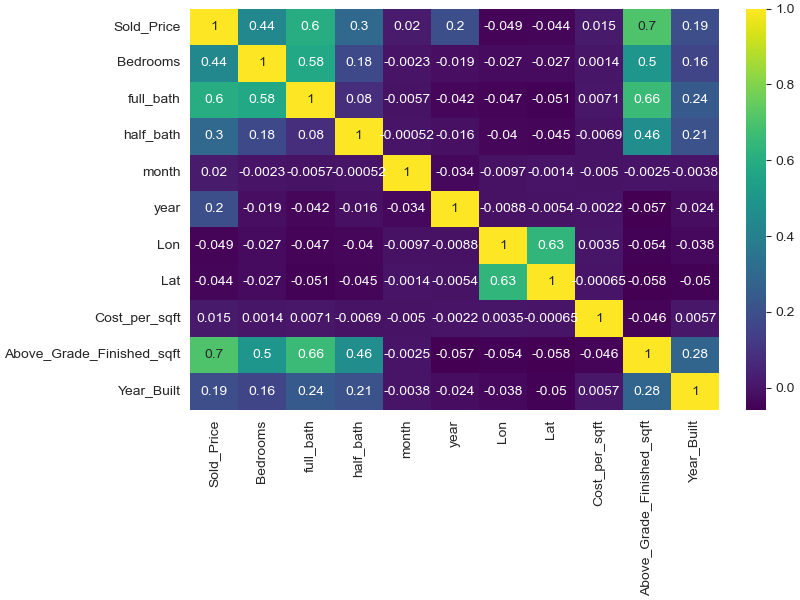 Sold_Price 1 0.44 0.6 0.3 0.02 0.2 -0.049 -0.044 0.015 0.7 0.19
Bedrooms 0.44 1 0.58 0.18 -0.0023 -0.019 -0.027 -0.027 0.0014 0.5 0.16
full_bath 0.6 0.58 1 0.08 -0.0057 -0.042 -0.047 -0.051 0.0071 0.66 0.24
half_bath 0.3 0.18 0.08 1 -0.00052 -0.016 -0.04 -0.045 -0.0069 0.46 0.21
month 0.02 -0.0023 -0.0057 -0.00052 1 -0.034 -0.0097 -0.0014 -0.005 -0.0025 -0.0038
year 0.2 -0.019 -0.042 -0.016 -0.034 1 -0.0088 -0.0054 -0.0022 -0.057 -0.024
Lon -0.049 -0.027 -0.047 -0.04 -0.0097 -0.0088 1 0.63 0.0035 -0.054 -0.038
Lat -0.044 -0.027 -0.051 -0.045 -0.0014 -0.0054 0.63 1 -0.00065 -0.058 -0.05
Cost_per_sqft 0.015 0.0014 0.0071 -0.0069 -0.005 -0.0022 0.0035 -0.00065 1 -0.046 0.0057
Above_Grade_Finished_sqft 0.7 0.5 0.66 0.46 -0.0025 -0.057 -0.054 -0.058 -0.046 1 0.28
Year_Built 0.19 0.16 0.24 0.21 -0.0038 -0.024 -0.038 -0.05 0.0057 0.28 1
Sold_Price
Bedrooms
full_bath
half_bath
month
year
Lon
Lat
Cost_per_sqft
Above_Grade_Finished_sqft
Year_Built
1.0
0.8
0.6
0.4
0.2
0.0